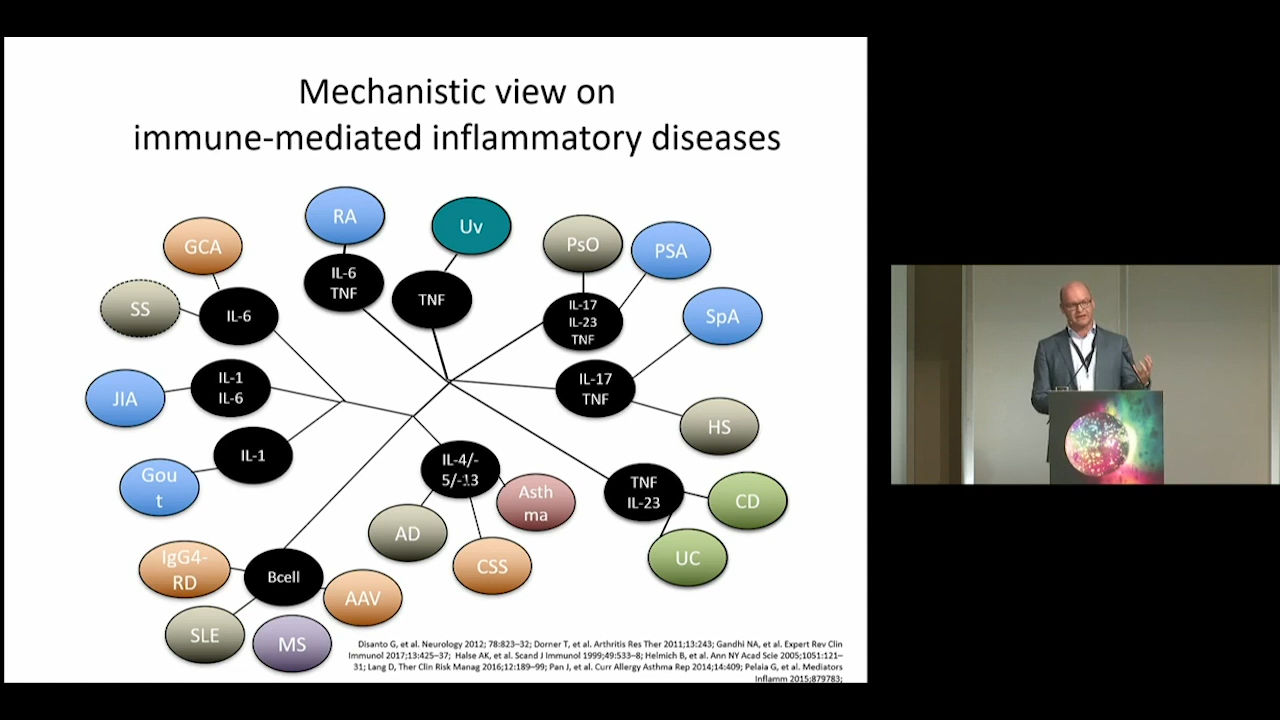 Mechanistic view on
immune-mediated inflammatory diseases
RA
Uv
GCA
PsO
PSA
IL-6
TNF
TNF
SS
IL-6
IL-17
IL-23
TNF
SpA
JIA
IL-1
IL-6
IL-17
TNF
HS
IL-1
Gou
t
IL-4/-
5/-13
Asth
ma
TNF
IL-23
CD
AD
UC
CSS
IgG4-
RD
Bcell
AAV
SLE
MS
Disanto G, et al. Neurology 2012; 78:823–32; Dorner T, et al. Arthritis Res Ther 2011;13:243; Gandhi NA, et al. Expert Rev Clin
Immunol 2017;13:425–37; Halse AK, et al. Scand J Immunol 1999;49:533–8; Helmich B, et al. Ann NY Acad Scie 2005;1051:121–
31; Lang D, Ther Clin Risk Manag 2016;12:189–99; Pan J, et al. Curr Allergy Asthma Rep 2014;14:409; Pelaia G, et al. Mediators
Inflamm 2015;879783;